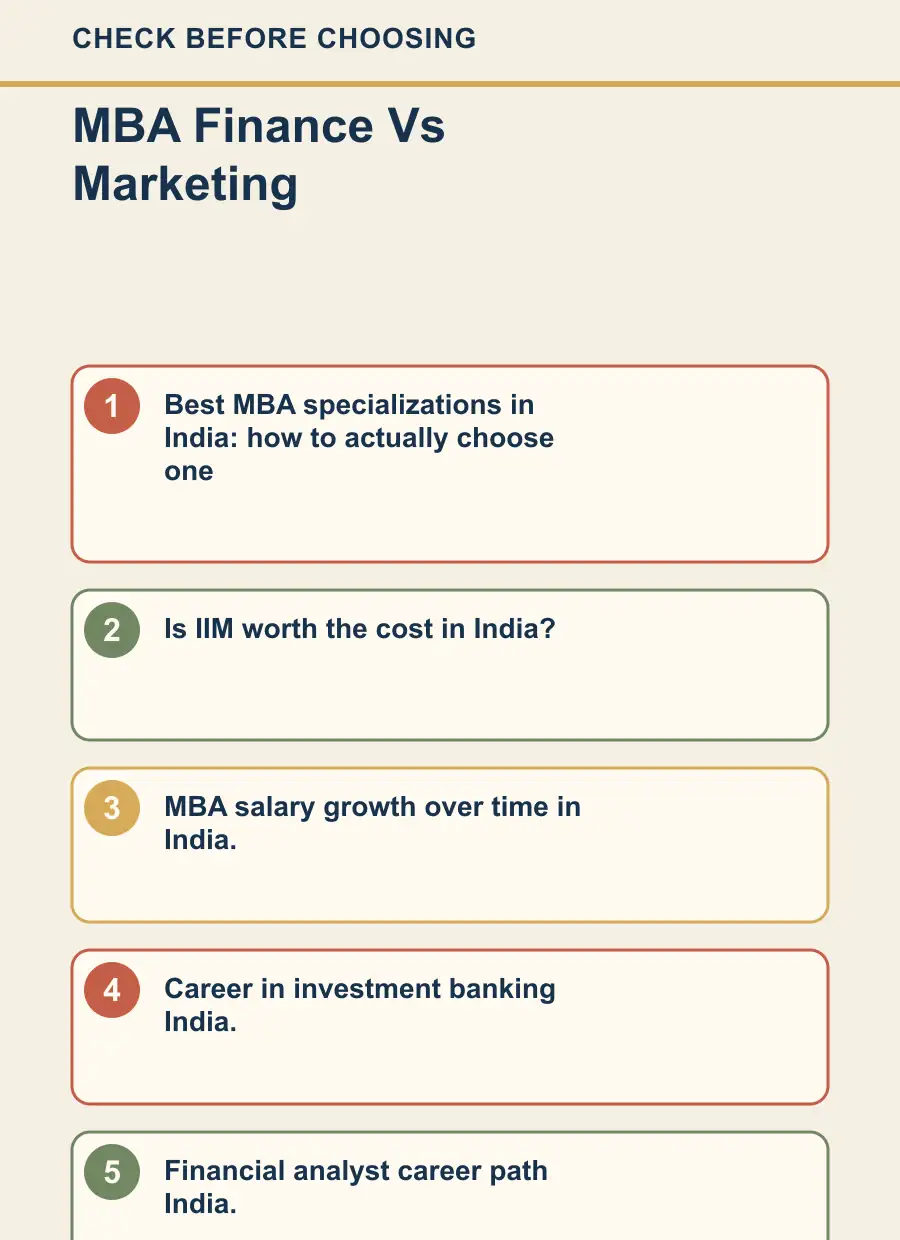 CHECK BEFORE CHOOSING
MBA Finance Vs
Marketing
1
Best MBA specializations in
India: how to actually choose
one
2
Is IIM worth the cost in India?
3
MBA salary growth over time in
India.
4
Career in investment banking
India.
5
Financial analyst career path
India.